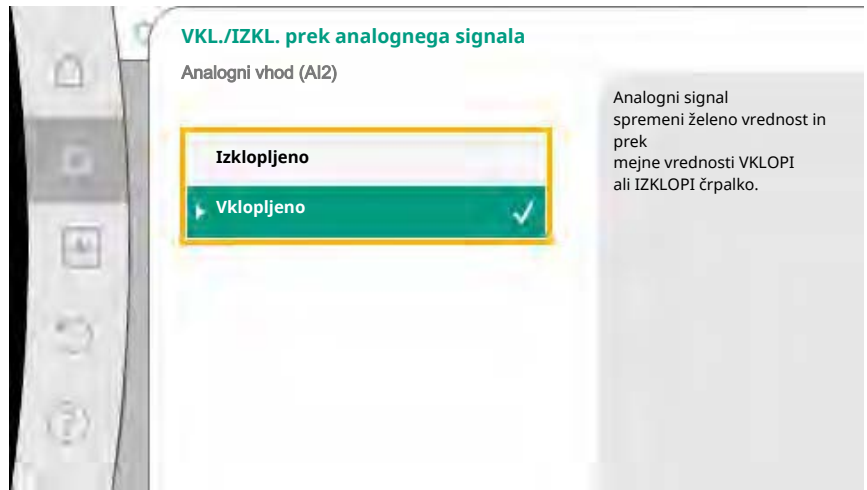 VKL./IZKL. prek analognega signala
Analogni vhod (AI2)
Izklopljeno
Vklopljeno
Analogni signal
spremeni želeno vrednost in
prek
mejne vrednosti VKLOPI
ali IZKLOPI črpalko.